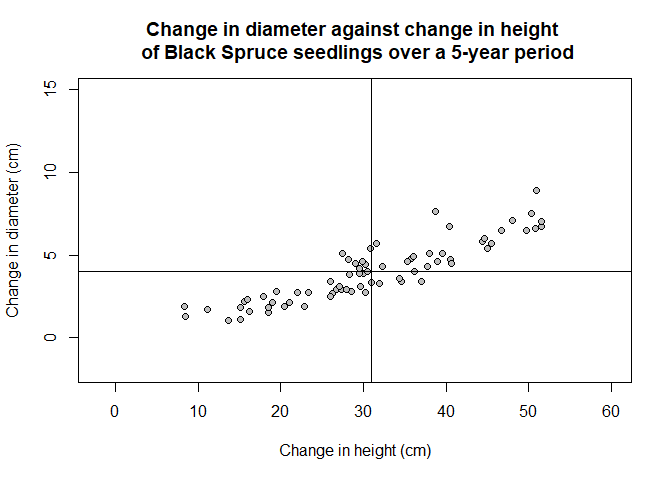 Change in diameter against change in height
of Black Spruce seedlings over a 5-year period
15
10
5
0
Change in diameter (cm)
0 10 20 30 40 50 60
Change in height (cm)